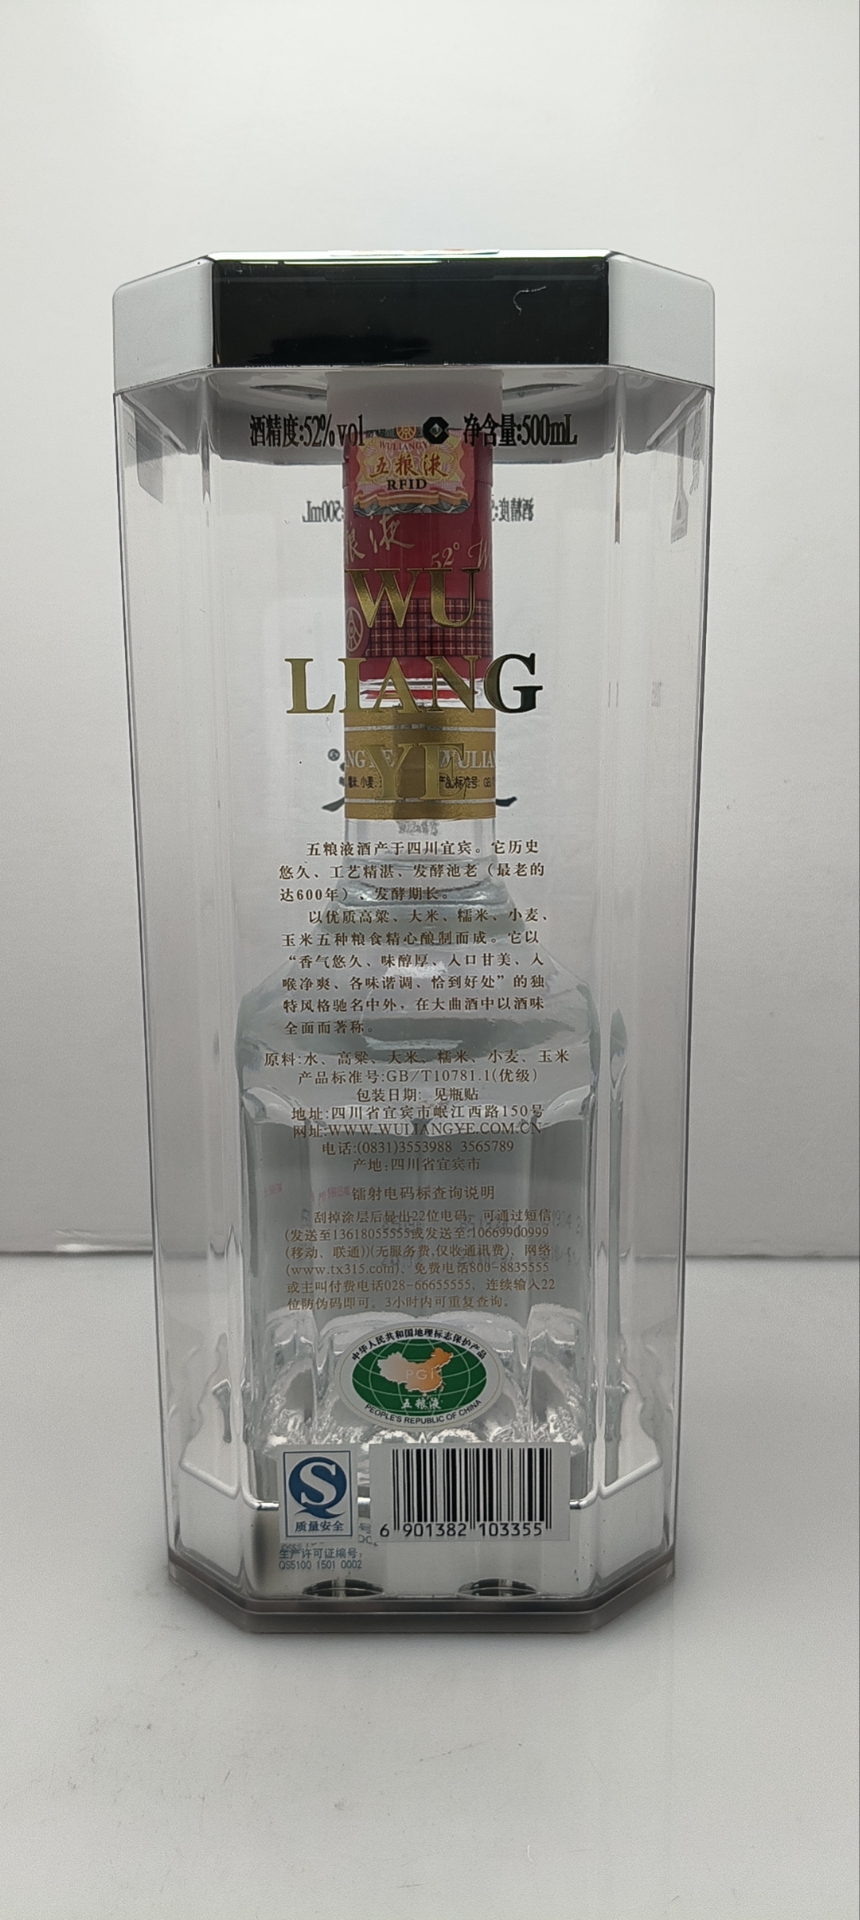 酒精度:52%vol
净含量:500mL
WULIANGYE
五粮液
RFID
粮液
52°
WU
LIANG
YE
五粮液酒产于四川宜宾。它历史
悠久、工艺精湛、发酵池老（最老的
达600年）、发酵期长。
以优质高粱、大米、糯米、小麦、
玉米五种粮食精心酿制而成。它以
“香气悠久、味醇厚、入口甘美、入
喉净爽、各味谐调、恰到好处”的独
特风格驰名中外，在大曲酒中以酒味
全面而著称。
原料:水、高粱、大米、糯米、小麦、玉米
产品标准号:GB/T10781.1(优级)
包装日期: 见瓶贴
地址:四川省宜宾市岷江西路150号
网址:WWW.WULIANGYE.COM.CN
电话:(0831)3553988 3565789
产地:四川省宜宾市
镭射电码标查询说明
刮掉涂层后显出22位电码，可通过短信
(发送至13618055555或发送至10669900999
(移动、联通))(无服务费,仅收通讯费)、网络
(www.tx315.com)、免费电话800-8835555
或主叫付费电话028-66655555，连续输入22
位防伪码即可。3小时内可重复查询。
中华人民共和国地理标志保护产品
PGI
五粮液
PEOPLE'S REPUBLIC OF CHINA
质量安全
生产许可证编号:
QS5100 1501 0002
6 901382 103355